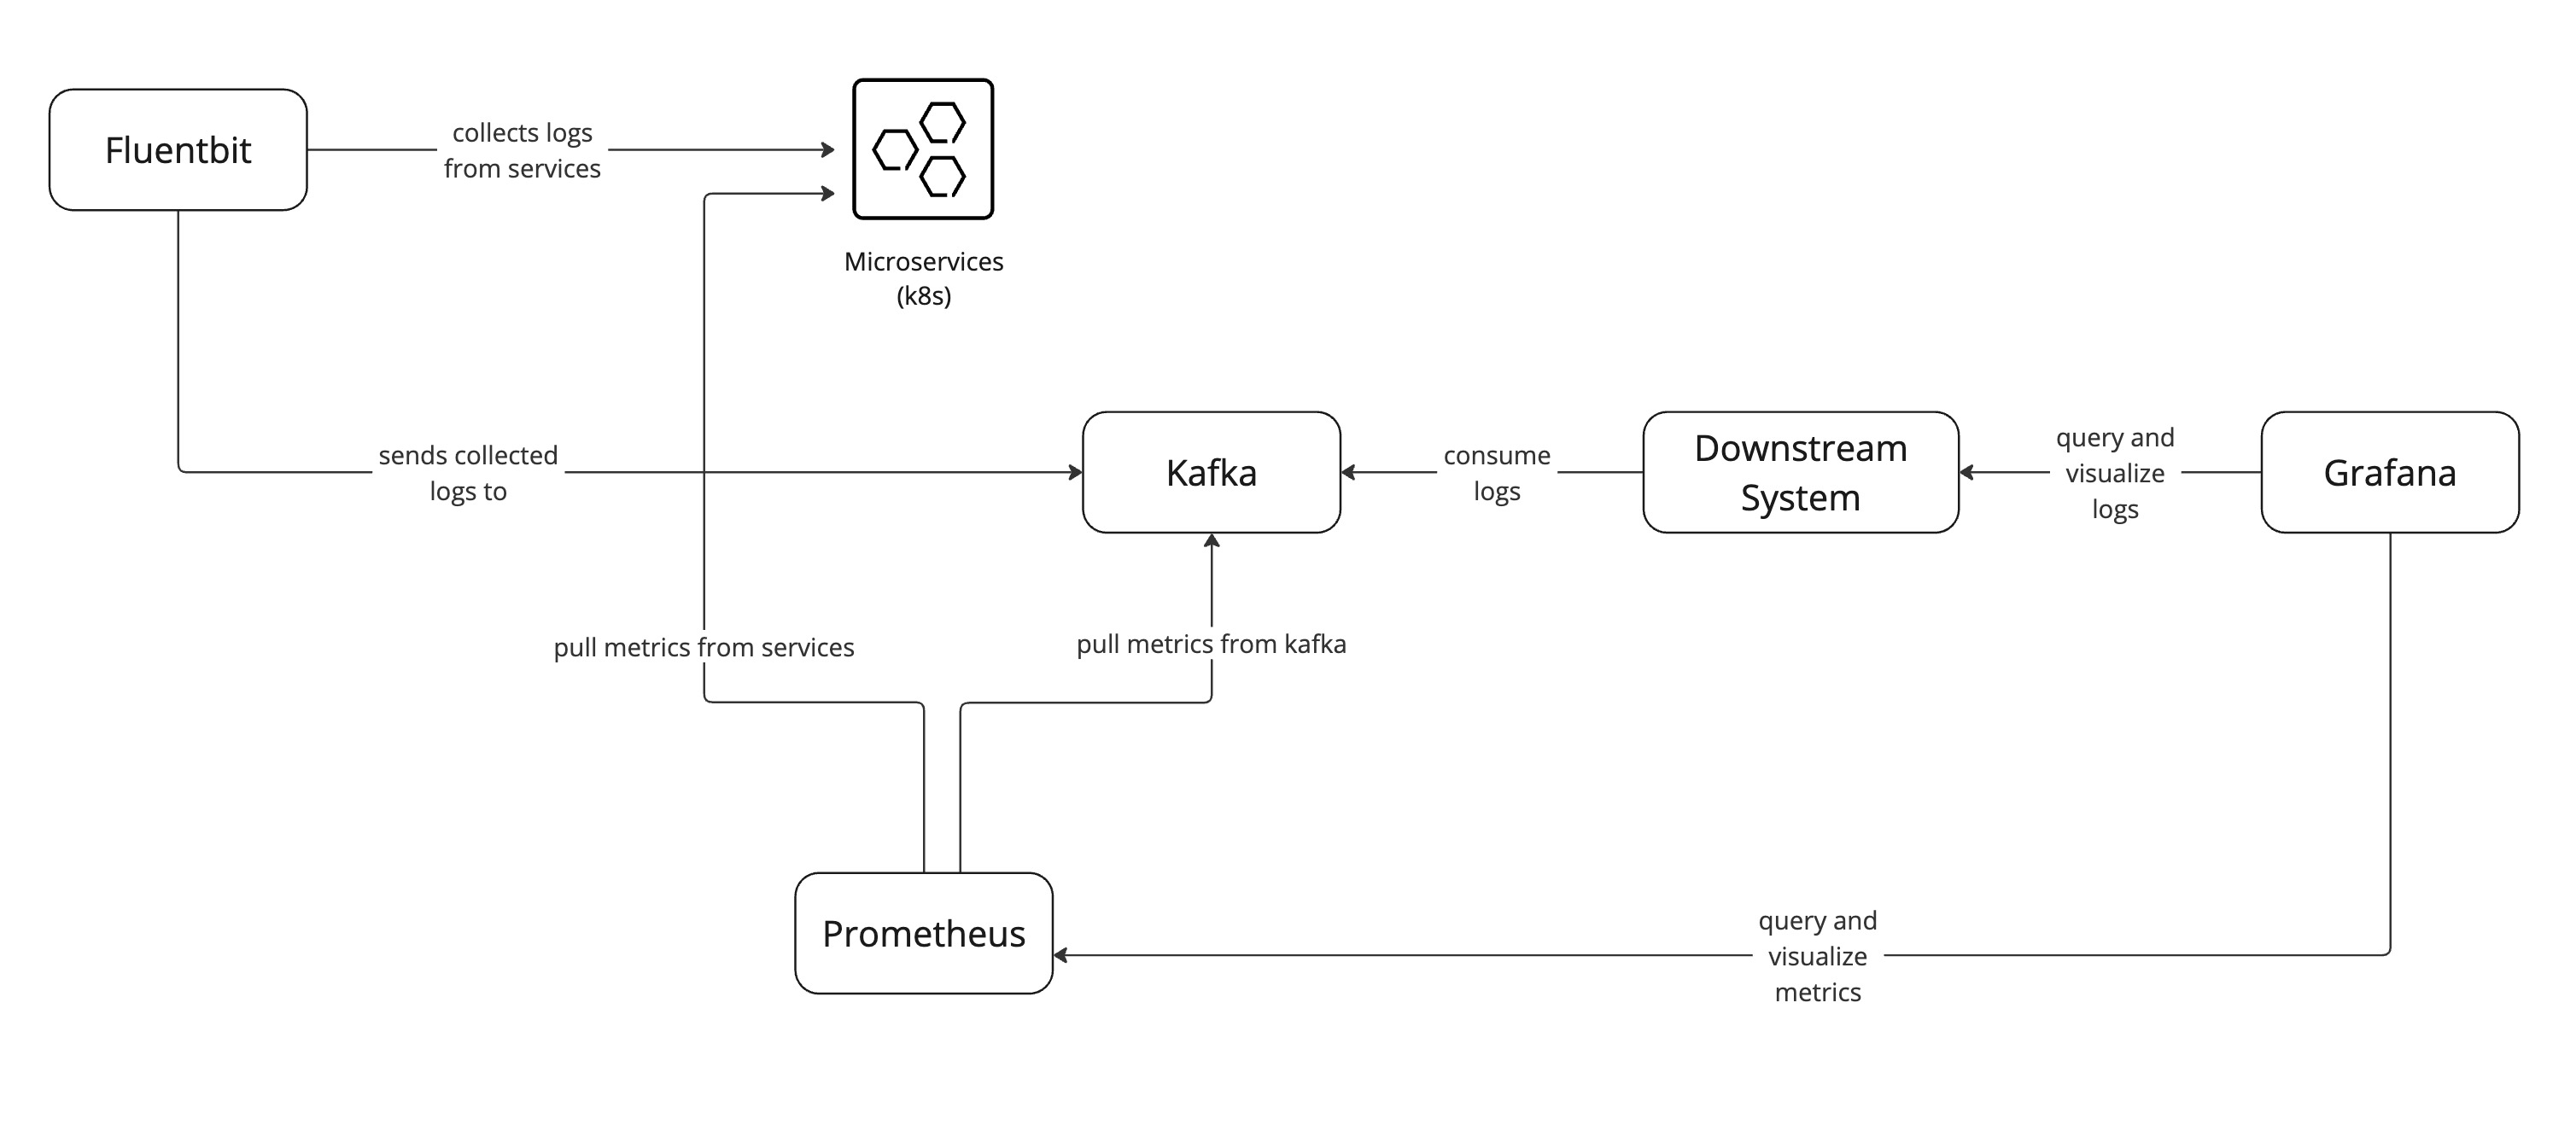 Fluentbit
collects logs
from services
Microservices
(k8s)
sends collected
logs to
Kafka
consume
logs
Downstream
System
query and
visualize
logs
Grafana
pull metrics from services
pull metrics from kafka
Prometheus
query and
visualize
metrics